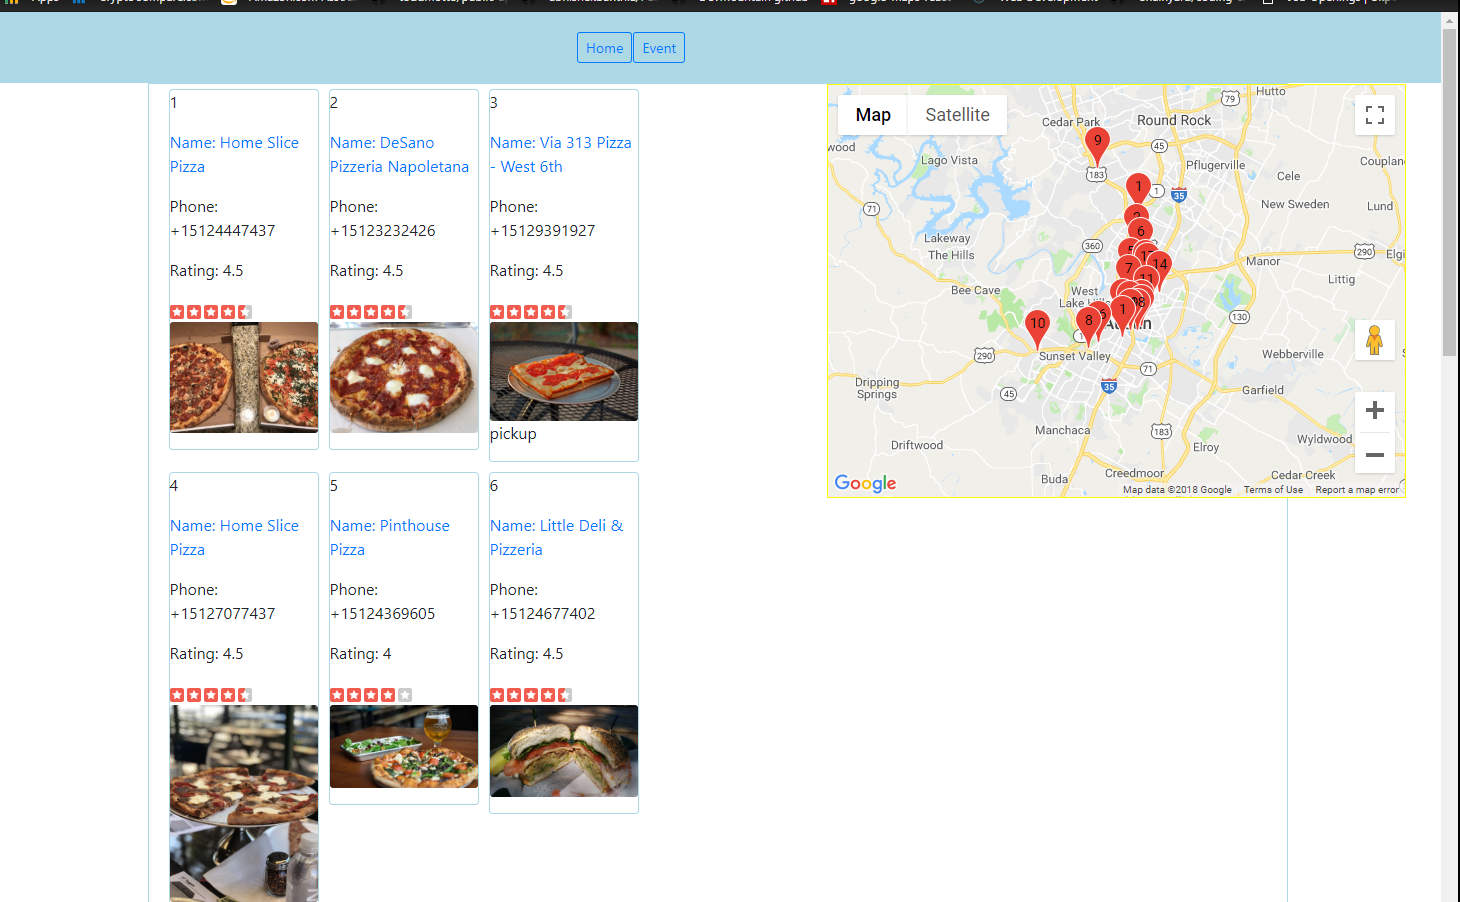 Home Event
1
Name: Home Slice
Pizza
Phone:
+15124447437
Rating: 4.5
2
Name: DeSano
Pizzeria Napoletana
Phone:
+15123232426
Rating: 4.5
3
Name: Via 313 Pizza
- West 6th
Phone:
+15129391927
Rating: 4.5
pickup
4
Name: Home Slice
Pizza
Phone:
+15127077437
Rating: 4.5
5
Name: Pinthouse
Pizza
Phone:
+15124369605
Rating: 4
6
Name: Little Deli &
Pizzeria
Phone:
+15124677402
Rating: 4.5
Map Satellite
Hutto
79
Cedar Park
Round Rock
9
45
wood
Lago Vista
183
Pflugerville
Coupland
Cele
1
1
35
New Sweden
Lund
71
6
Lakeway
The Hills
360
290
Elgi
7
14
Manor
Littig
11
Bee Cave
West
Lake Hills
8
1
6
10
8
130
290
Sunset Valley
Webberville
71
35
Dripping
Springs
45
Garfield
Manchaca
183
Wyldwood
Driftwood
Elroy
Creedmoor
Cedar Creek
Buda
Google
Map data ©2018 Google Terms of Use Report a map error